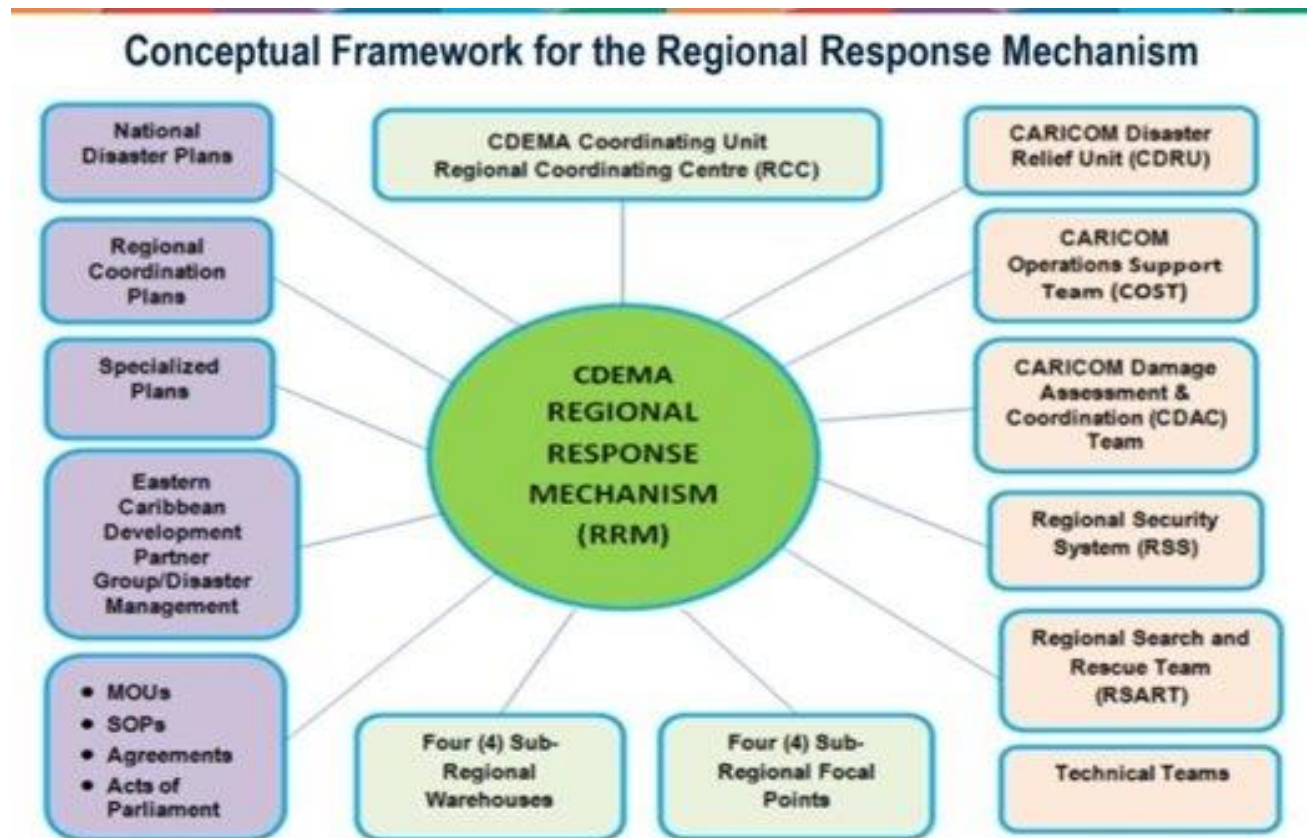 Conceptual Framework for the Regional Response Mechanism
National
Disaster Plans
Regional
Coordination
Plans
Specialized
Plans
Eastern
Caribbean
Development
Partner
Group/Disaster
Management
• MOUs
• SOPs
• Agreements
• Acts of
Parliament
CDEMA Coordinating Unit
Regional Coordinating Centre (RCC)
CDEMA
REGIONAL
RESPONSE
MECHANISM
(RRM)
Four (4) Sub-
Regional
Warehouses
Four (4) Sub-
Regional Focal
Points
CARICOM Disaster
Relief Unit (CDRU)
CARICOM
Operations Support
Team (COST)
CARICOM Damage
Assessment &
Coordination (CDAC)
Team
Regional Security
System (RSS)
Regional Search and
Rescue Team
(RSART)
Technical Teams